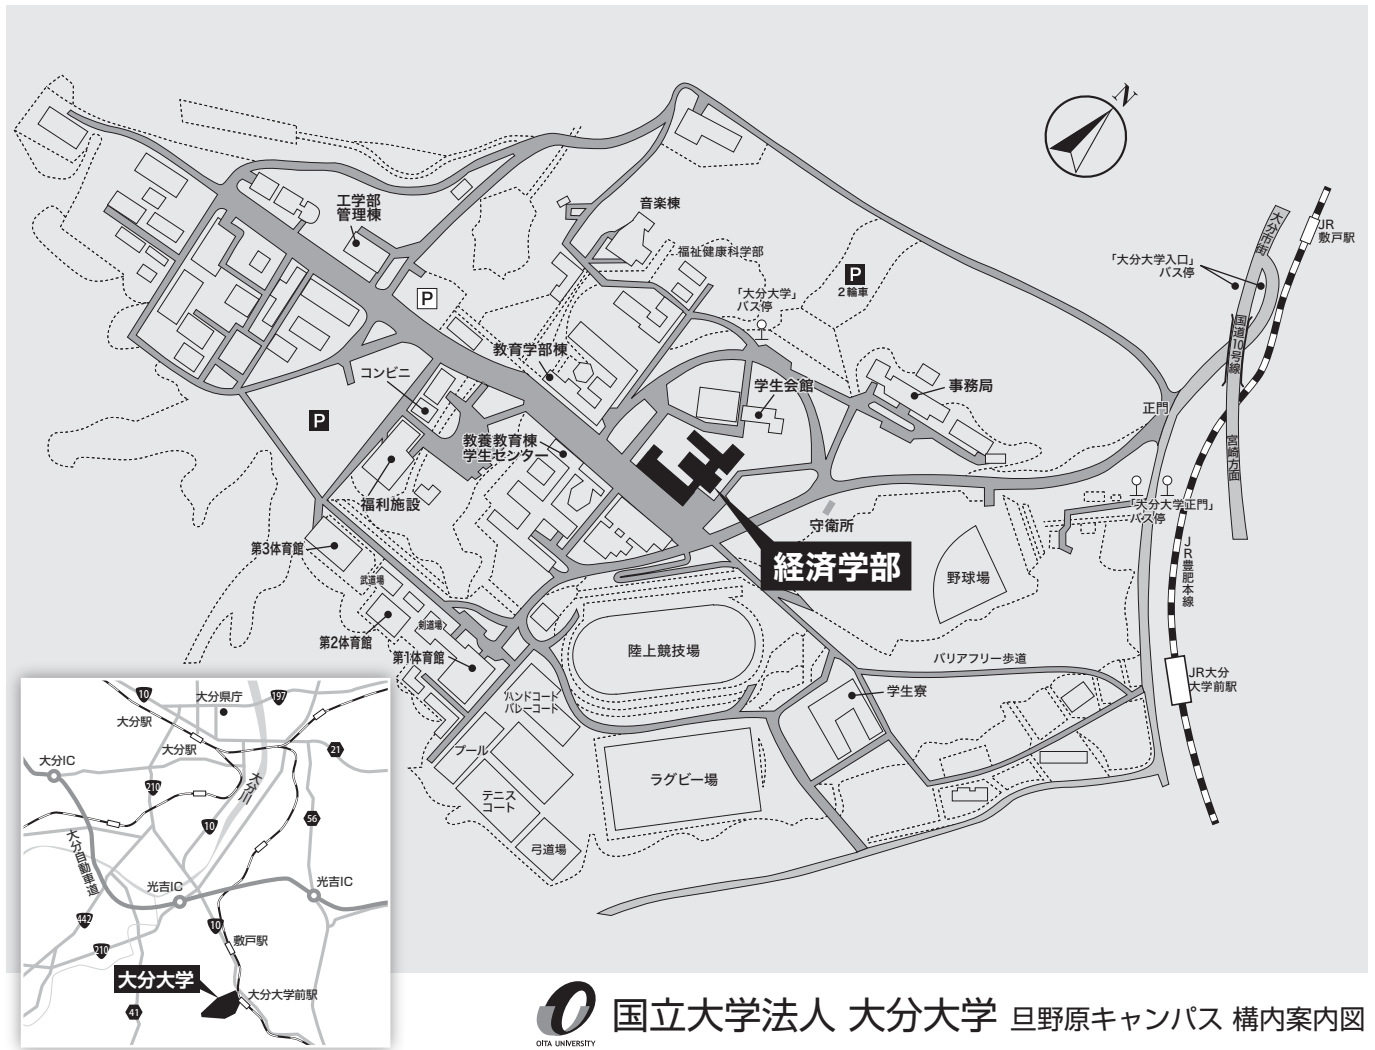 N
工学部
管理棟
音楽棟
福祉健康科学部
P
P
2輪車
「大分大学」
バス停
「大分大学入口」
バス停
大分市街
JR
敷戸駅
国道10号線
宮崎方面
教育学部棟
コンビニ
P
学生会館
事務局
正門
教養教育棟
学生センター
福利施設
守衛所
「大分大学正門」
バス停
JR豊肥本線
経済学部
第3体育館
武道場
第2体育館
剣道場
第1体育館
野球場
陸上競技場
バリアフリー歩道
学生寮
JR大分
大学前駅
ハンドコート
バレーコート
プール
テニス
コート
ラグビー場
弓道場
10
大分県庁
197
大分駅
大分駅
21
大分IC
210
大分川
10
56
大分自動車道
光吉IC
光吉IC
442
210
10
敷戸駅
大分大学
大分大学前駅
41
OITA UNIVERSITY
国立大学法人 大分大学 旦野原キャンパス 構内案内図